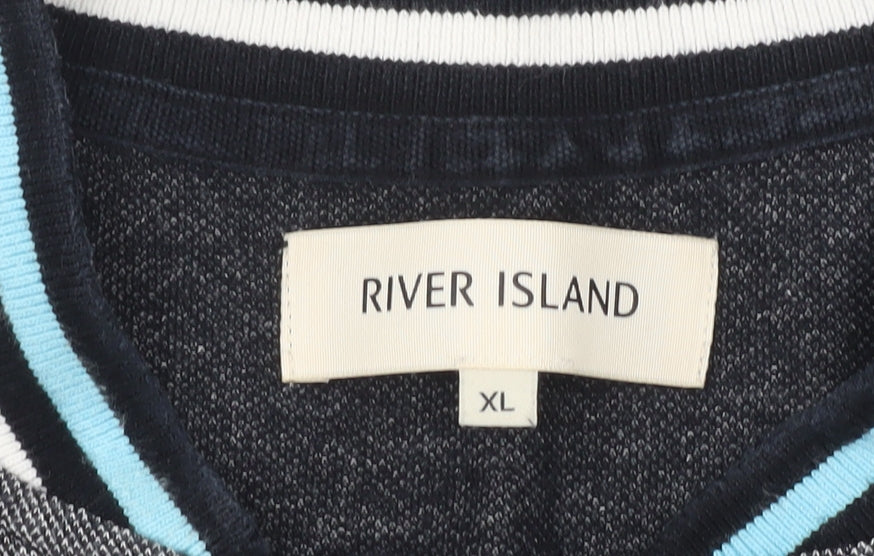 RIVER ISLAND
XL